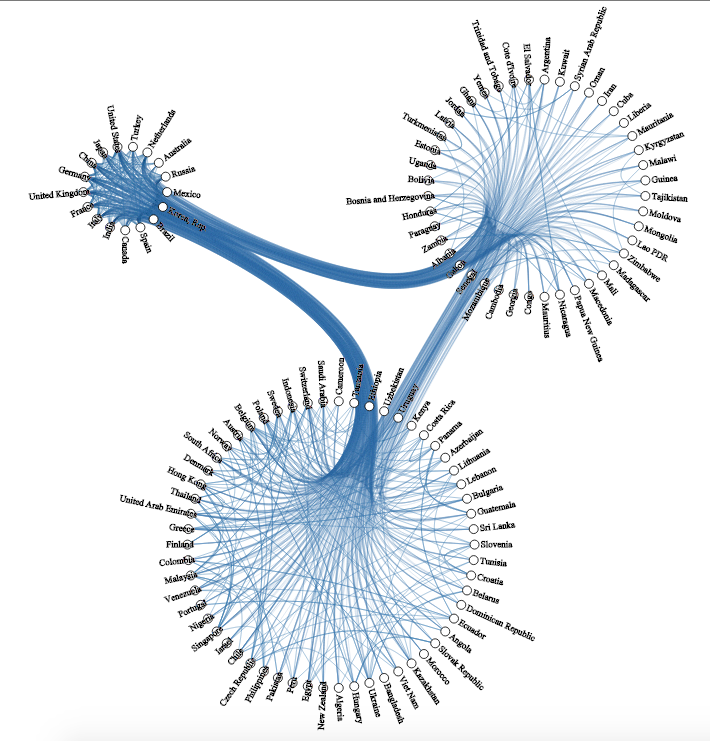 United States
Turkey
Netherlands
Australia
Russia
Mexico
Korea, Rep
Brazil
Spain
Canada
India
Italy
France
United Kingdom
Germany
China
Japan
Trinidad and Tobago
Cote d'Ivoire
El Salvador
Argentina
Kuwait
Syrian Arab Republic
Oman
Iran
Cuba
Liberia
Mauritania
Kyrgyzstan
Malawi
Guinea
Tajikistan
Moldova
Mongolia
Lao PDR
Zimbabwe
Madagascar
Mali
Macedonia
Papua New Guinea
Nicaragua
Mauritius
Congo
Georgia
Cambodia
Mozambique
Senegal
Albania
Zambia
Paraguay
Honduras
Bosnia and Herzegovina
Bolivia
Uganda
Estonia
Turkmenistan
Latvia
Jordan
Ghana
Yemen
Cameroon
Tanzania
Ethiopia
Uzbekistan
Uruguay
Kenya
Costa Rica
Panama
Azerbaijan
Lithuania
Lebanon
Bulgaria
Guatemala
Sri Lanka
Slovenia
Tunisia
Croatia
Belarus
Dominican Republic
Ecuador
Angola
Slovak Republic
Morocco
Kazakhstan
Viet Nam
Bangladesh
Ukraine
Hungary
Algeria
New Zealand
Egypt
Peru
Pakistan
Philippines
Czech Republic
Chile
Israel
Singapore
Nigeria
Portugal
Venezuela
Malaysia
Colombia
Finland
Greece
United Arab Emirates
Thailand
Hong Kong
Denmark
South Africa
Norway
Austria
Belgium
Poland
Sweden
Indonesia
Switzerland
Saudi Arabia